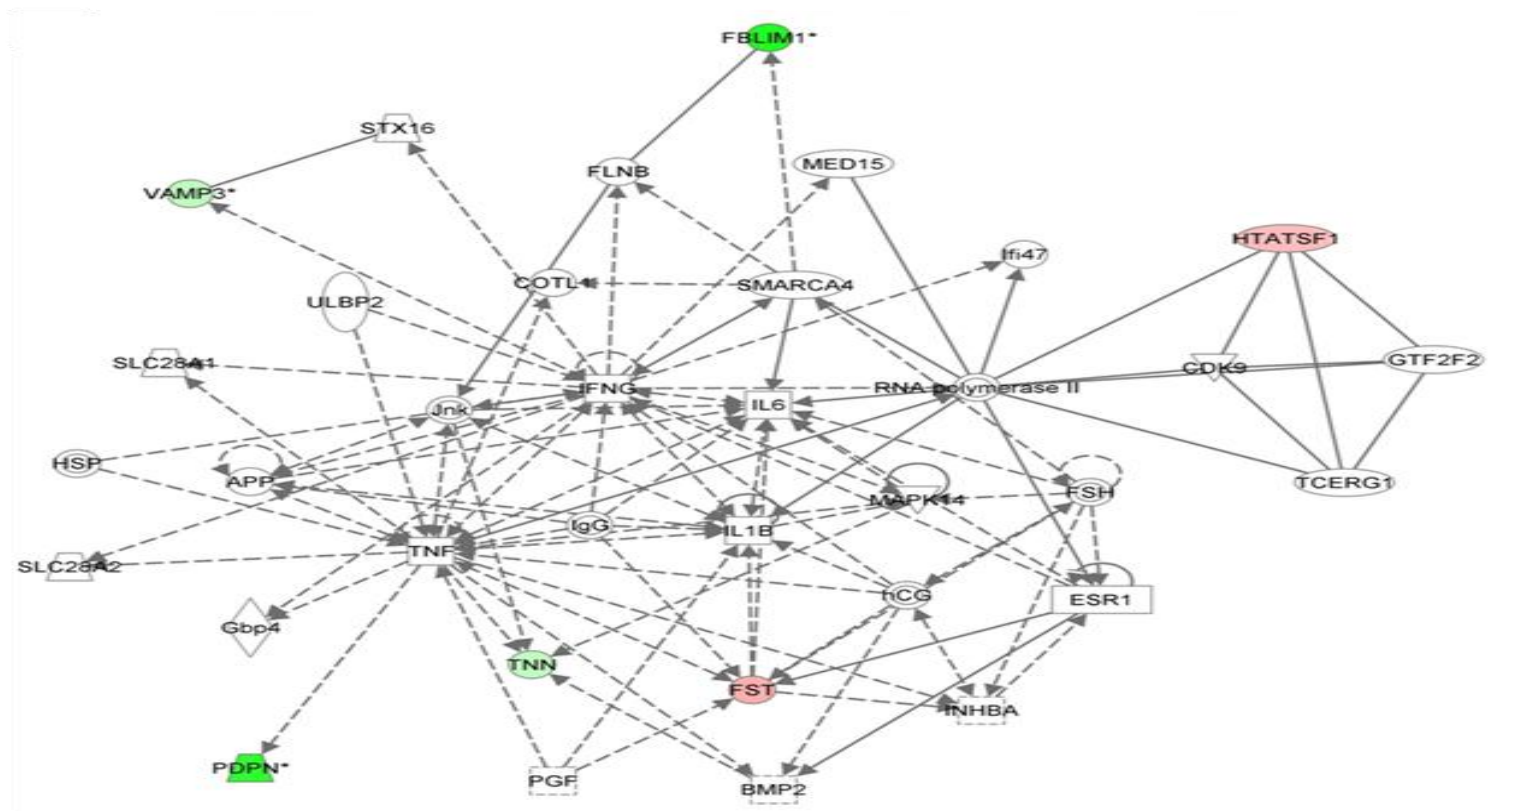 FBLIM1*
STX16
FLNB
MED15
VAMP3*
HTATSF1
Ifi47
COTL1
SMARCA4
ULBP2
SLC28A1
CDK9
GTF2F2
IFNG
RNA polymerase II
IL6
Jnk
HSP
APP
TCERG1
MAPK14
FSH
IgG
IL1B
TNF
SLC28A2
hCG
ESR1
Gbp4
TNN
FST
INHBA
PDPN*
PGF
BMP2